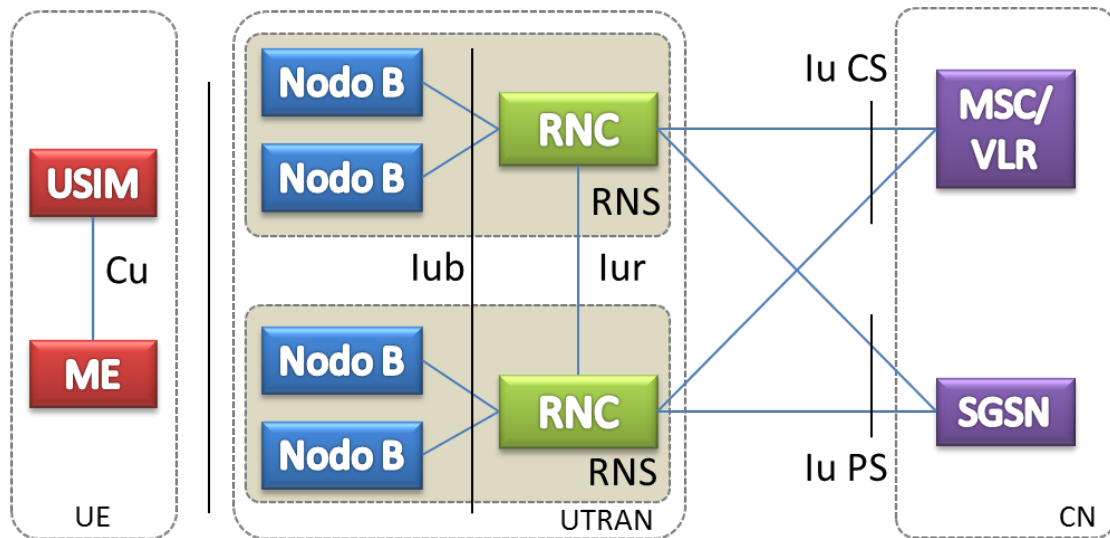 USIM
Cu
ME
UE
Nodo B
Nodo B
RNC
RNS
Iub
Iur
Nodo B
Nodo B
RNC
RNS
UTRAN
Iu CS
MSC/
VLR
SGSN
Iu PS
CN